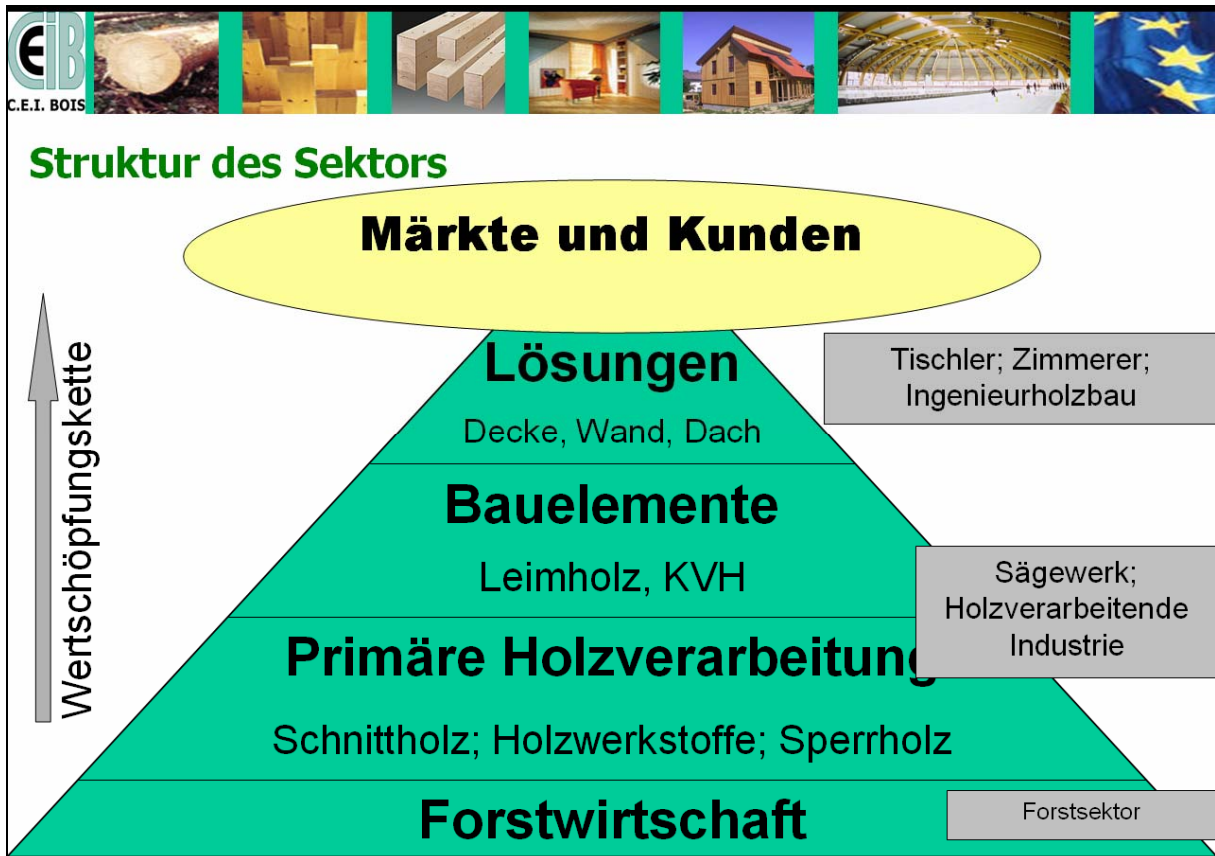 CEIB
C.E.I. BOIS
Struktur des Sektors
Märkte und Kunden
Wertschöpfungskette
Lösungen
Decke, Wand, Dach
Tischler; Zimmerer;
Ingenieurholzbau
Bauelemente
Leimholz, KVH
Sägewerk;
Holzverarbeitende
Industrie
Primäre Holzverarbeitung
Schnittholz; Holzwerkstoffe; Sperrholz
Forstwirtschaft
Forstsektor